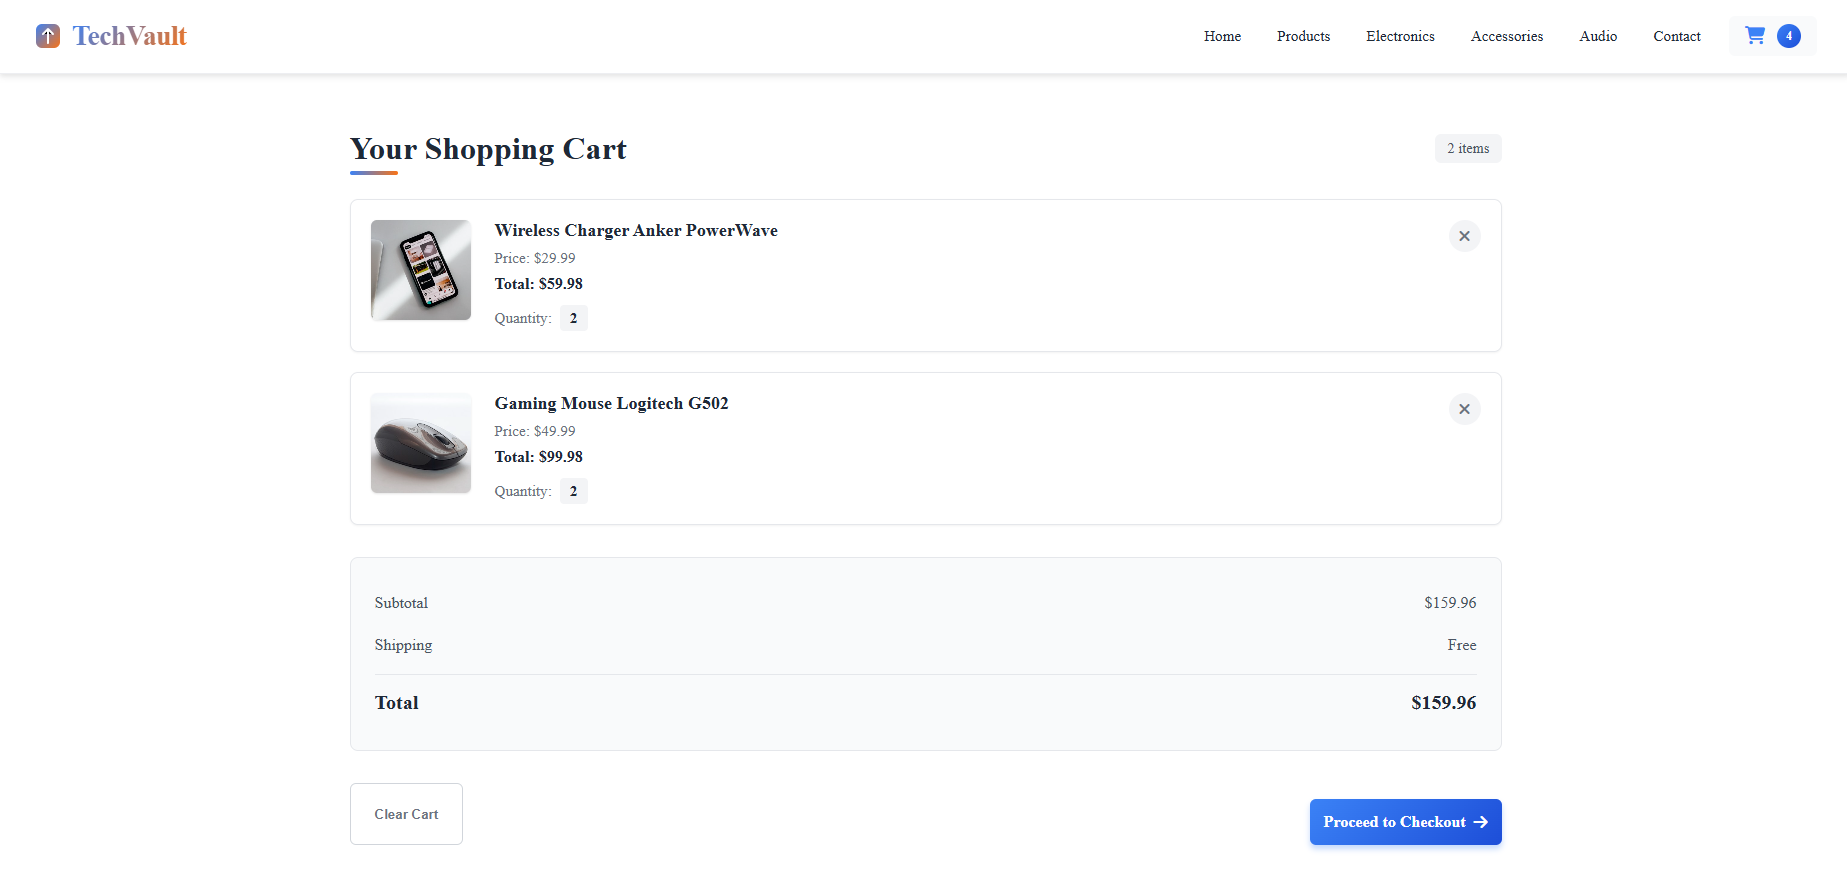 TechVault
Home Products Electronics Accessories Audio Contact 4
Your Shopping Cart
2 items
Wireless Charger Anker PowerWave
Price: $29.99
Total: $59.98
Quantity: 2
Gaming Mouse Logitech G502
Price: $49.99
Total: $99.98
Quantity: 2
Subtotal $159.96
Shipping Free
Total $159.96
Clear Cart
Proceed to Checkout